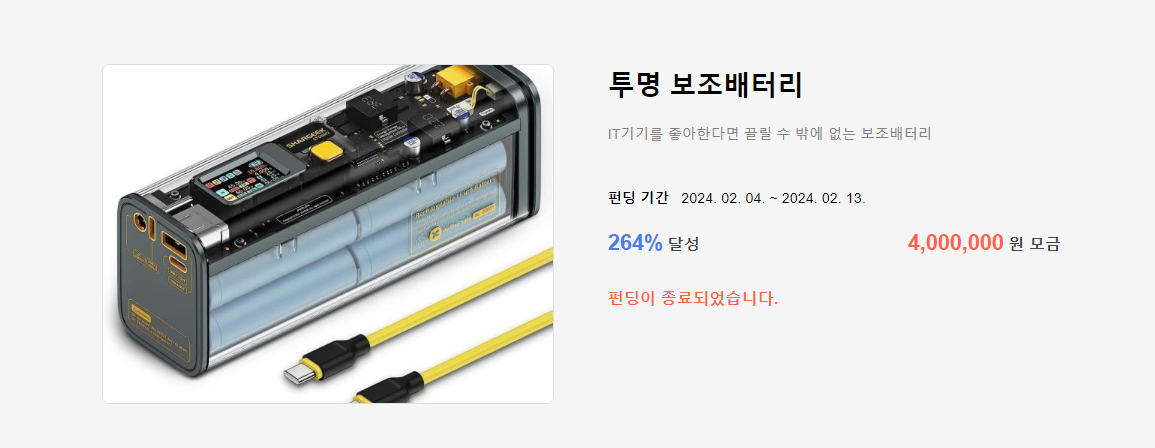 투명 보조배터리
IT기기를 좋아한다면 끌릴 수 밖에 없는 보조배터리
펀딩 기간 2024. 02. 04. ~ 2024. 02. 13.
264% 달성
4,000,000 원 모금
펀딩이 종료되었습니다.
SHARGEEK